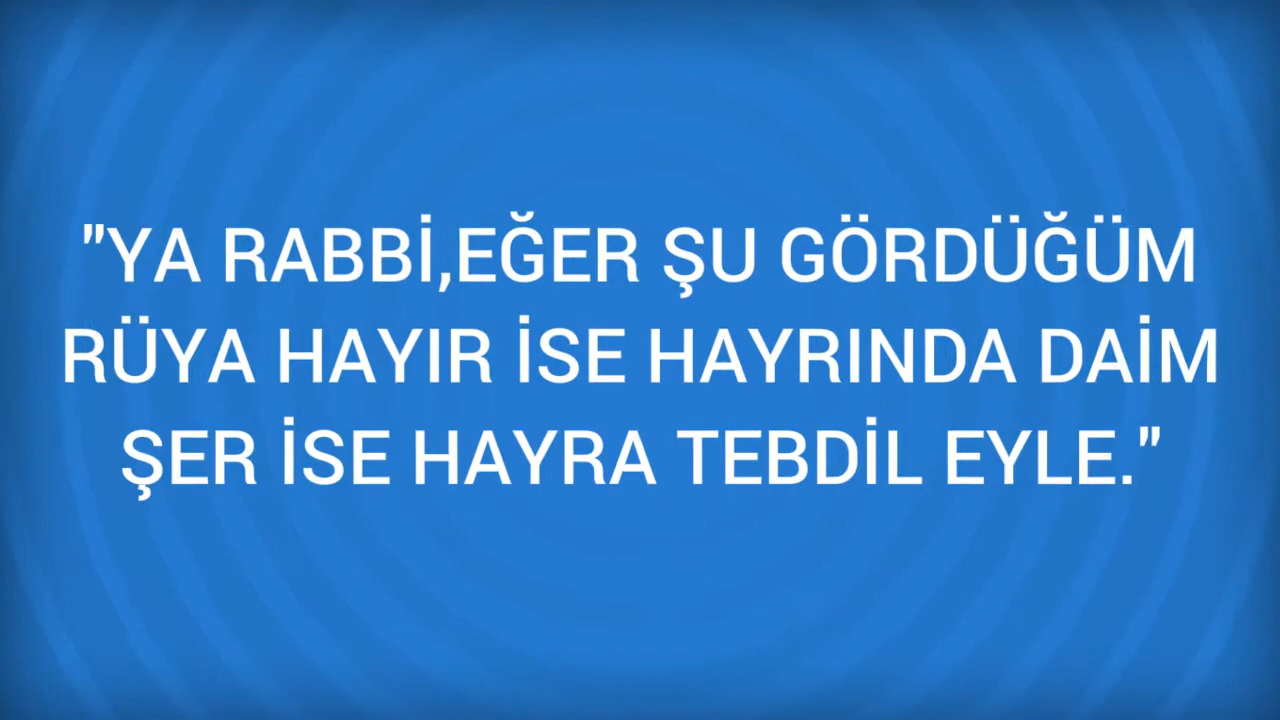 "YA RABBİ,EĞER ŞU GÖRDÜĞÜM
RÜYA HAYIR İSE HAYRINDA DAİM
ŞER İSE HAYRA TEBDİL EYLE."